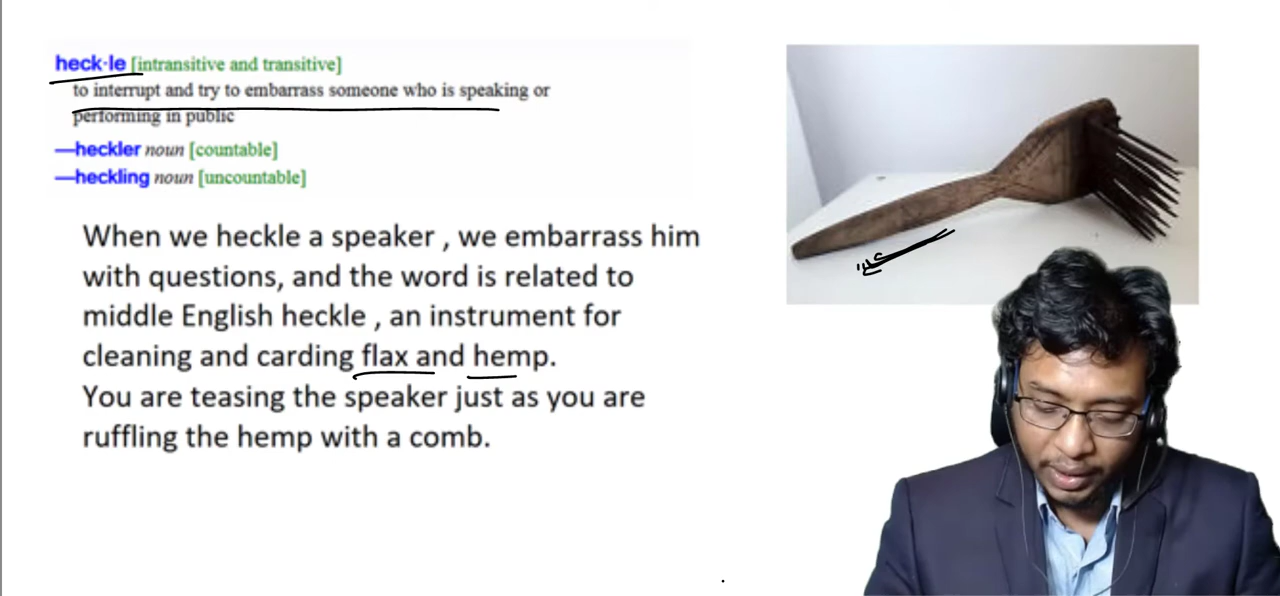 heck·le [intransitive and transitive]
to interrupt and try to embarrass someone who is speaking or
performing in public
—heckler noun [countable]
—heckling noun [uncountable]
When we heckle a speaker , we embarrass him
with questions, and the word is related to
middle English heckle , an instrument for
cleaning and carding flax and hemp.
You are teasing the speaker just as you are
ruffling the hemp with a comb.